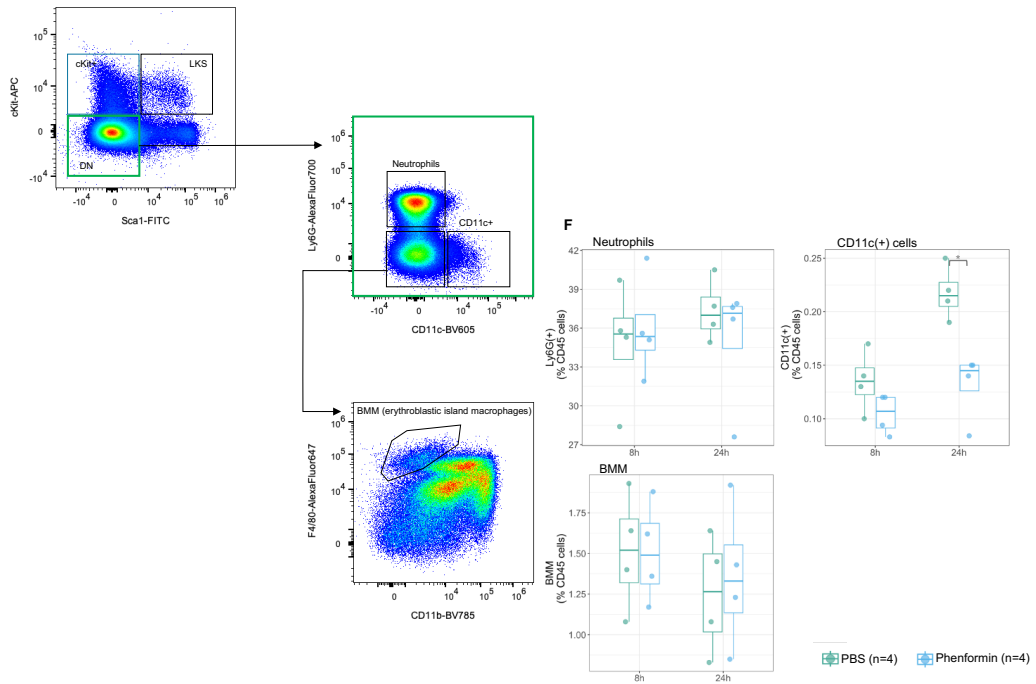 10^5
10^4
0
-10^4
cKit-APC
cKit+
LKS
DN
-10^4
0
10^4
10^5
10^6
Sca1-FITC
10^6
10^5
10^4
0
Ly6G-AlexaFluor700
Neutrophils
CD11c+
-10^4
0
10^4
10^5
10^6
CD11c-BV605
10^6
10^5
10^4
0
F4/80-AlexaFluor647
BMM (erythroblastic island macrophages)
0
10^4
10^5
10^6
CD11b-BV785
F
Neutrophils
42
39
36
33
30
27
Ly6G(+)
(% CD45 cells)
8h
24h
CD11c(+) cells
0.25
0.20
0.15
0.10
CD11c(+)
(% CD45 cells)
*
8h
24h
BMM
1.75
1.50
1.25
1.00
BMM
(% CD45 cells)
8h
24h
PBS (n=4)
Phenformin (n=4)